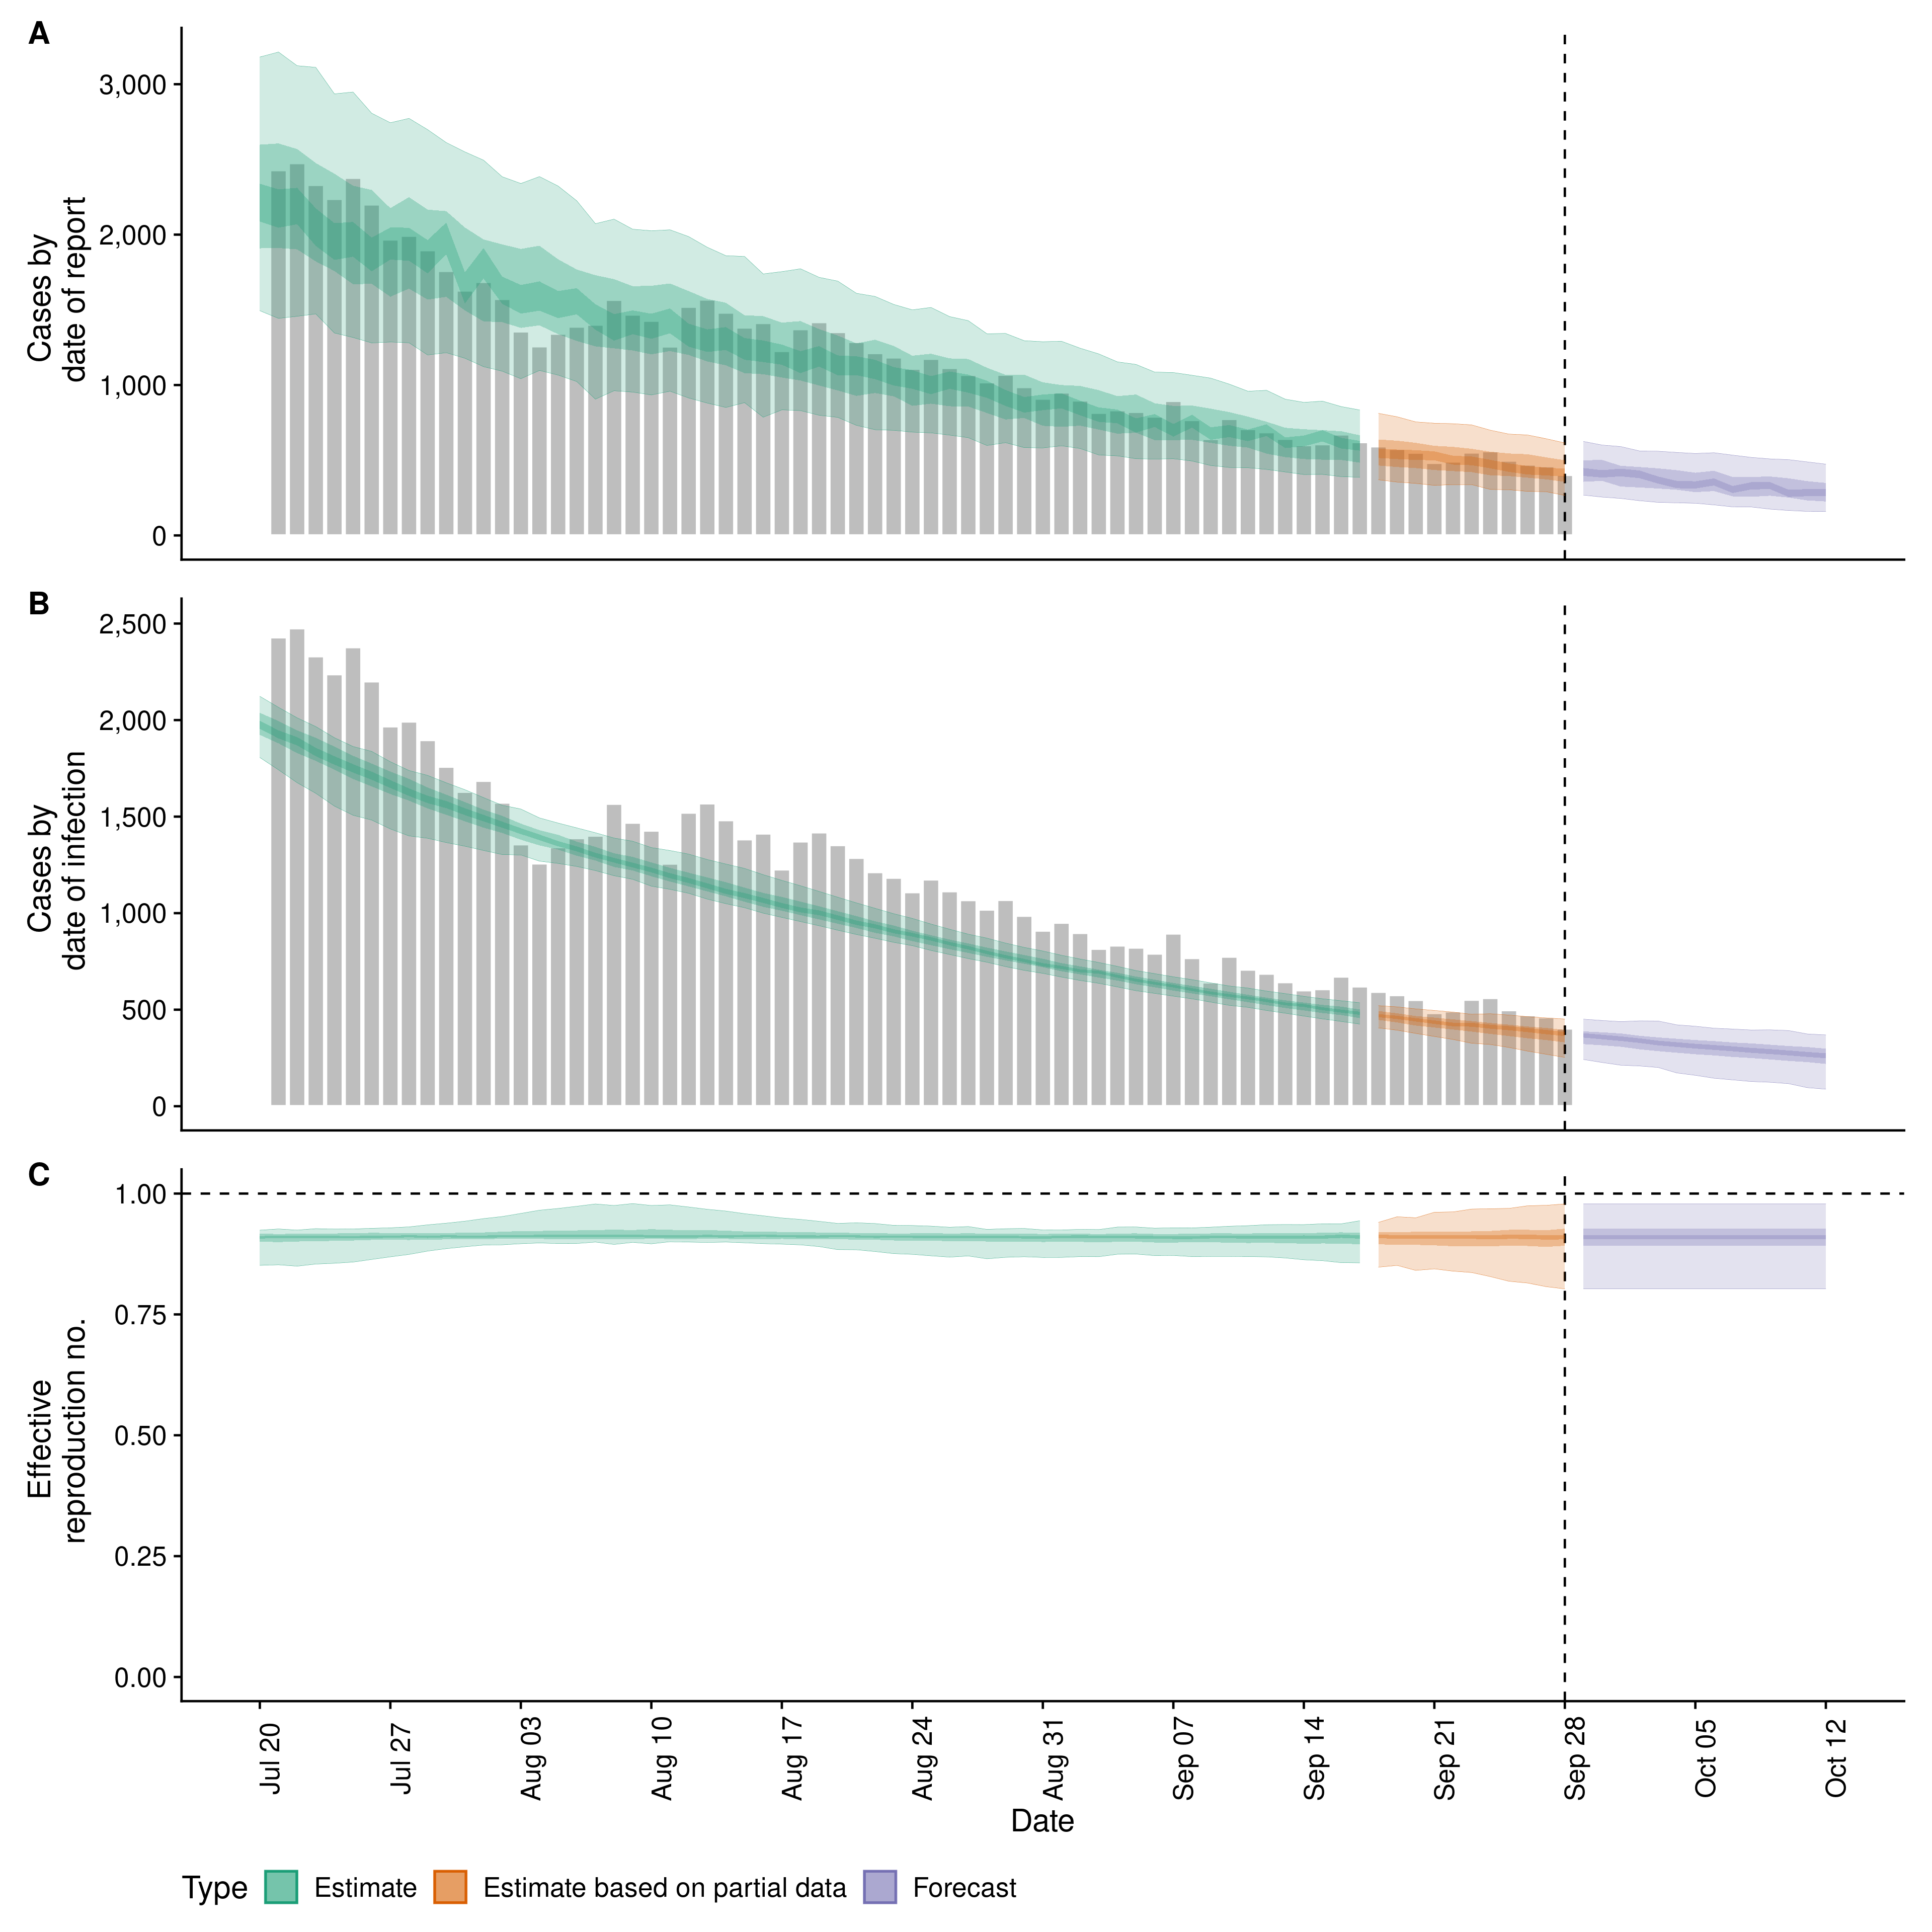 A
3,000
2,000
1,000
0
Cases by
date of report
B
2,500
2,000
1,500
1,000
500
0
Cases by
date of infection
C
1.00
0.75
0.50
0.25
0.00
Effective
reproduction no.
Jul 20
Jul 27
Aug 03
Aug 10
Aug 17
Aug 24
Aug 31
Sep 07
Sep 14
Sep 21
Sep 28
Oct 05
Oct 12
Date
Type Estimate Estimate based on partial data Forecast